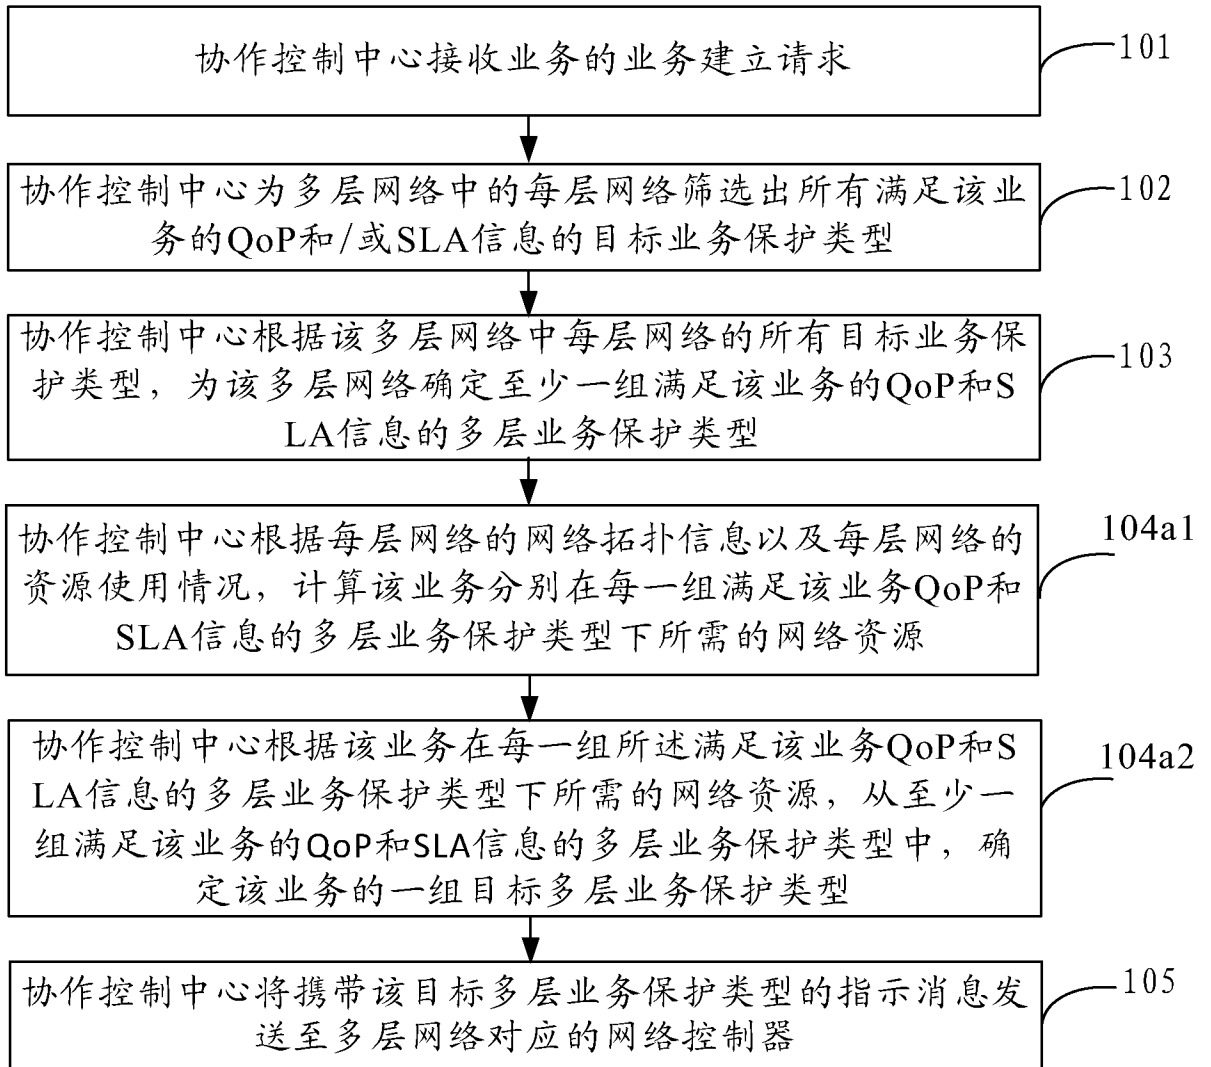 协作控制中心接收业务的业务建立请求
101
协作控制中心为多层网络中的每层网络筛选出所有满足该业
务的QoP和/或SLA信息的目标业务保护类型
102
协作控制中心根据该多层网络中每层网络的所有目标业务保
护类型，为该多层网络确定至少一组满足该业务的QoP和S
LA信息的多层业务保护类型
103
协作控制中心根据每层网络的网络拓扑信息以及每层网络的
资源使用情况，计算该业务分别在每一组满足该业务QoP和
SLA信息的多层业务保护类型下所需的网络资源
104a1
协作控制中心根据该业务在每一组所述满足该业务QoP和S
LA信息的多层业务保护类型下所需的网络资源，从至少一
组满足该业务的QoP和SLA信息的多层业务保护类型中，确
定该业务的一组目标多层业务保护类型
104a2
协作控制中心将携带该目标多层业务保护类型的指示消息发
送至多层网络对应的网络控制器
105